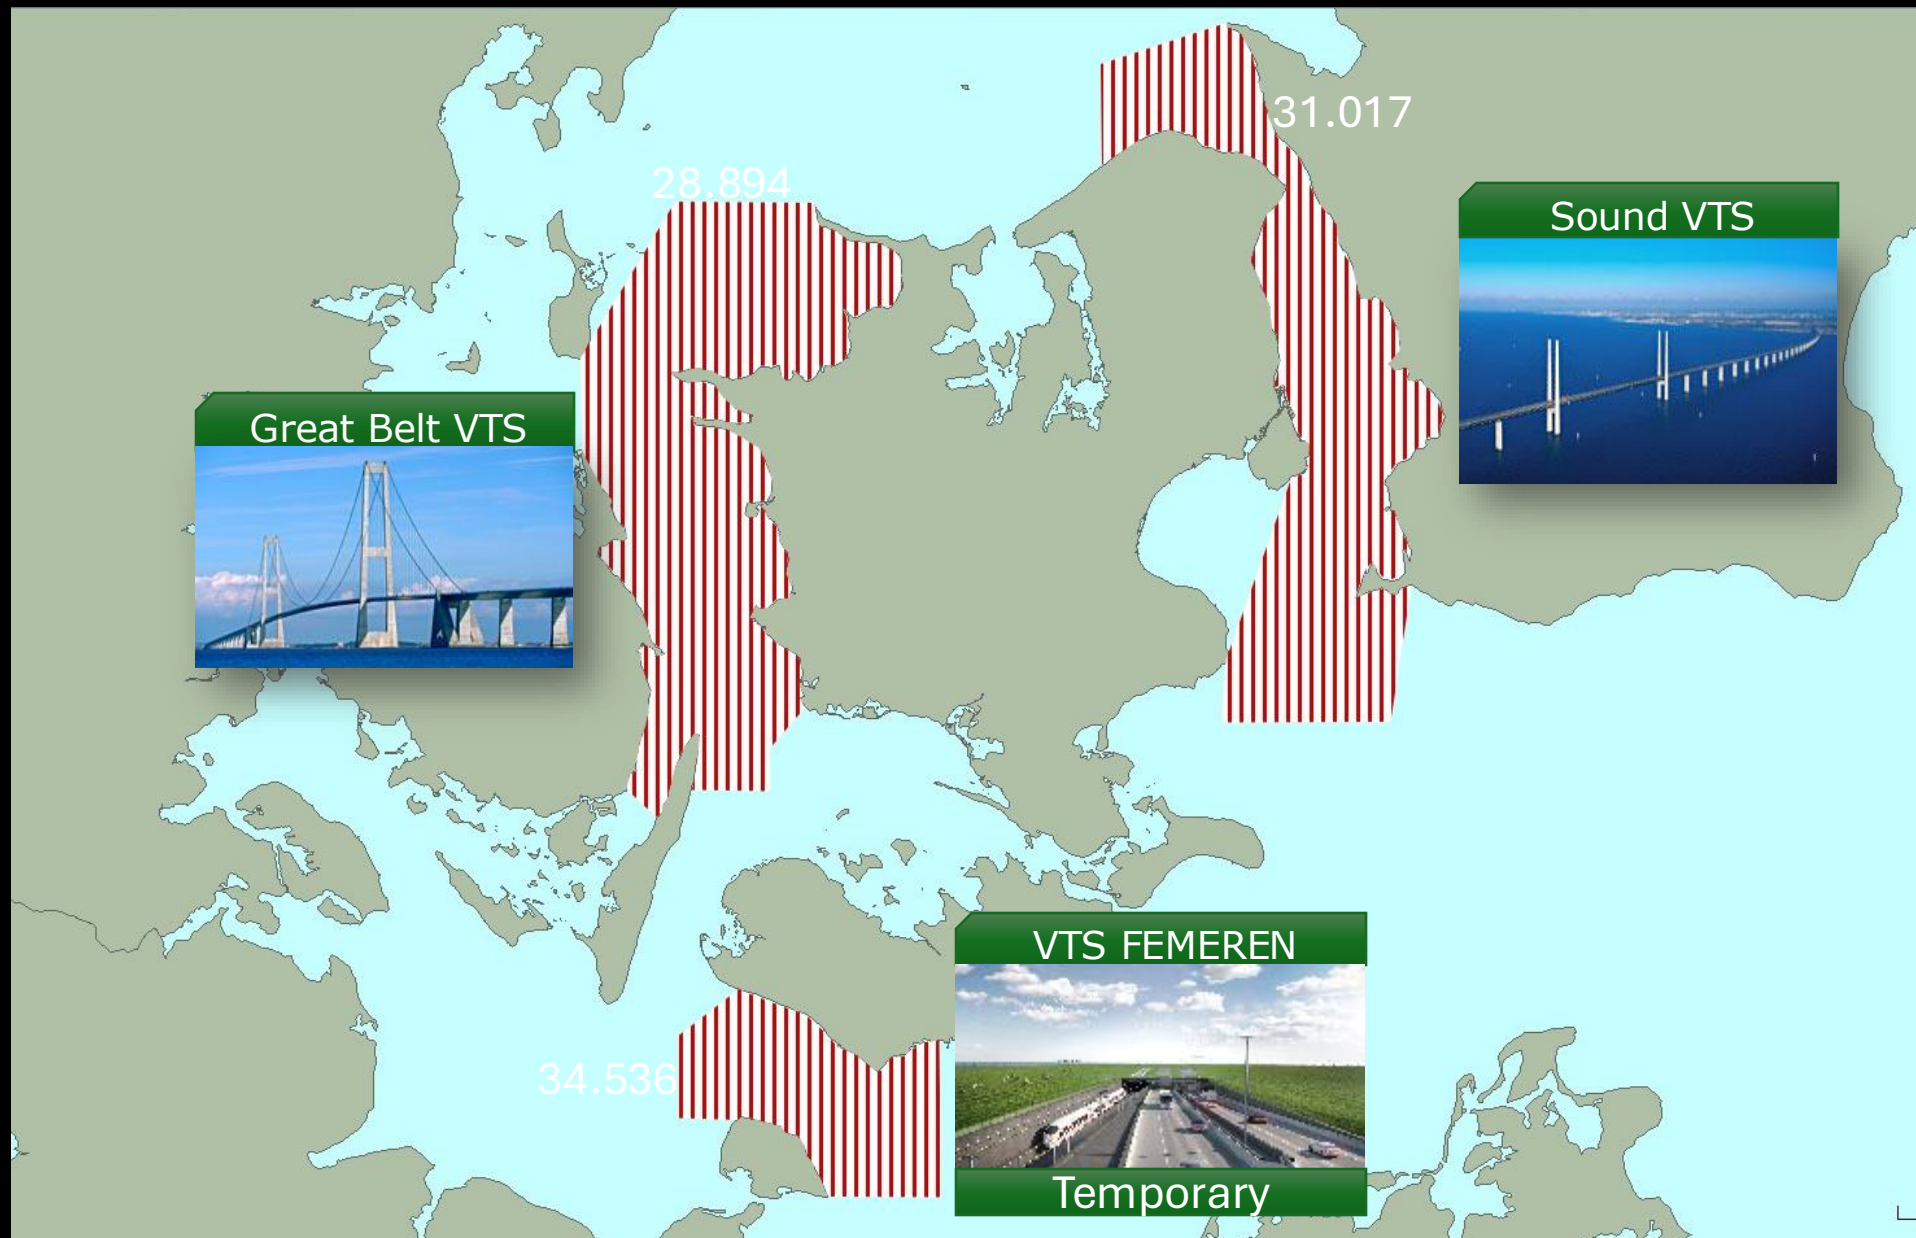 31.017
28.894
Sound VTS
Great Belt VTS
VTS FEMEREN
34.536
Temporary